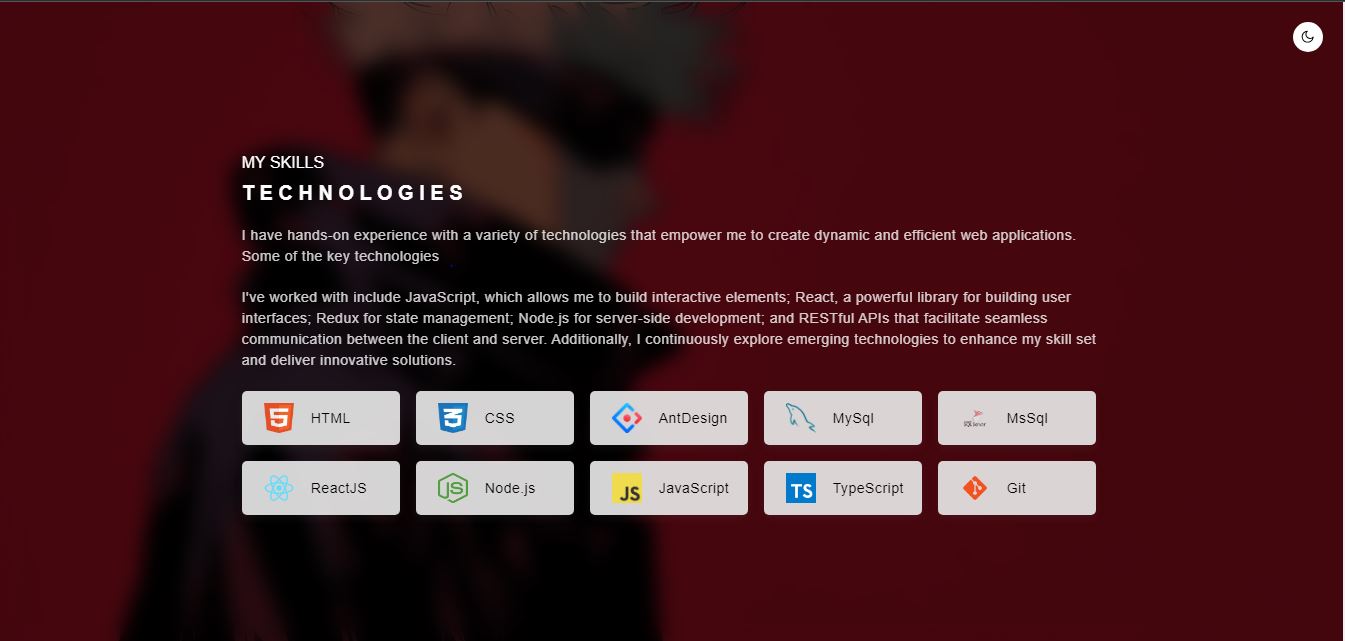 MY SKILLS
TECHNOLOGIES
I have hands-on experience with a variety of technologies that empower me to create dynamic and efficient web applications.
Some of the key technologies
I've worked with include JavaScript, which allows me to build interactive elements; React, a powerful library for building user
interfaces; Redux for state management; Node.js for server-side development; and RESTful APIs that facilitate seamless
communication between the client and server. Additionally, I continuously explore emerging technologies to enhance my skill set
and deliver innovative solutions.
5 HTML
3 CSS
AntDesign
MySql
SQL Server MsSql
ReactJS
JS Node.js
JS JavaScript
TS TypeScript
Git